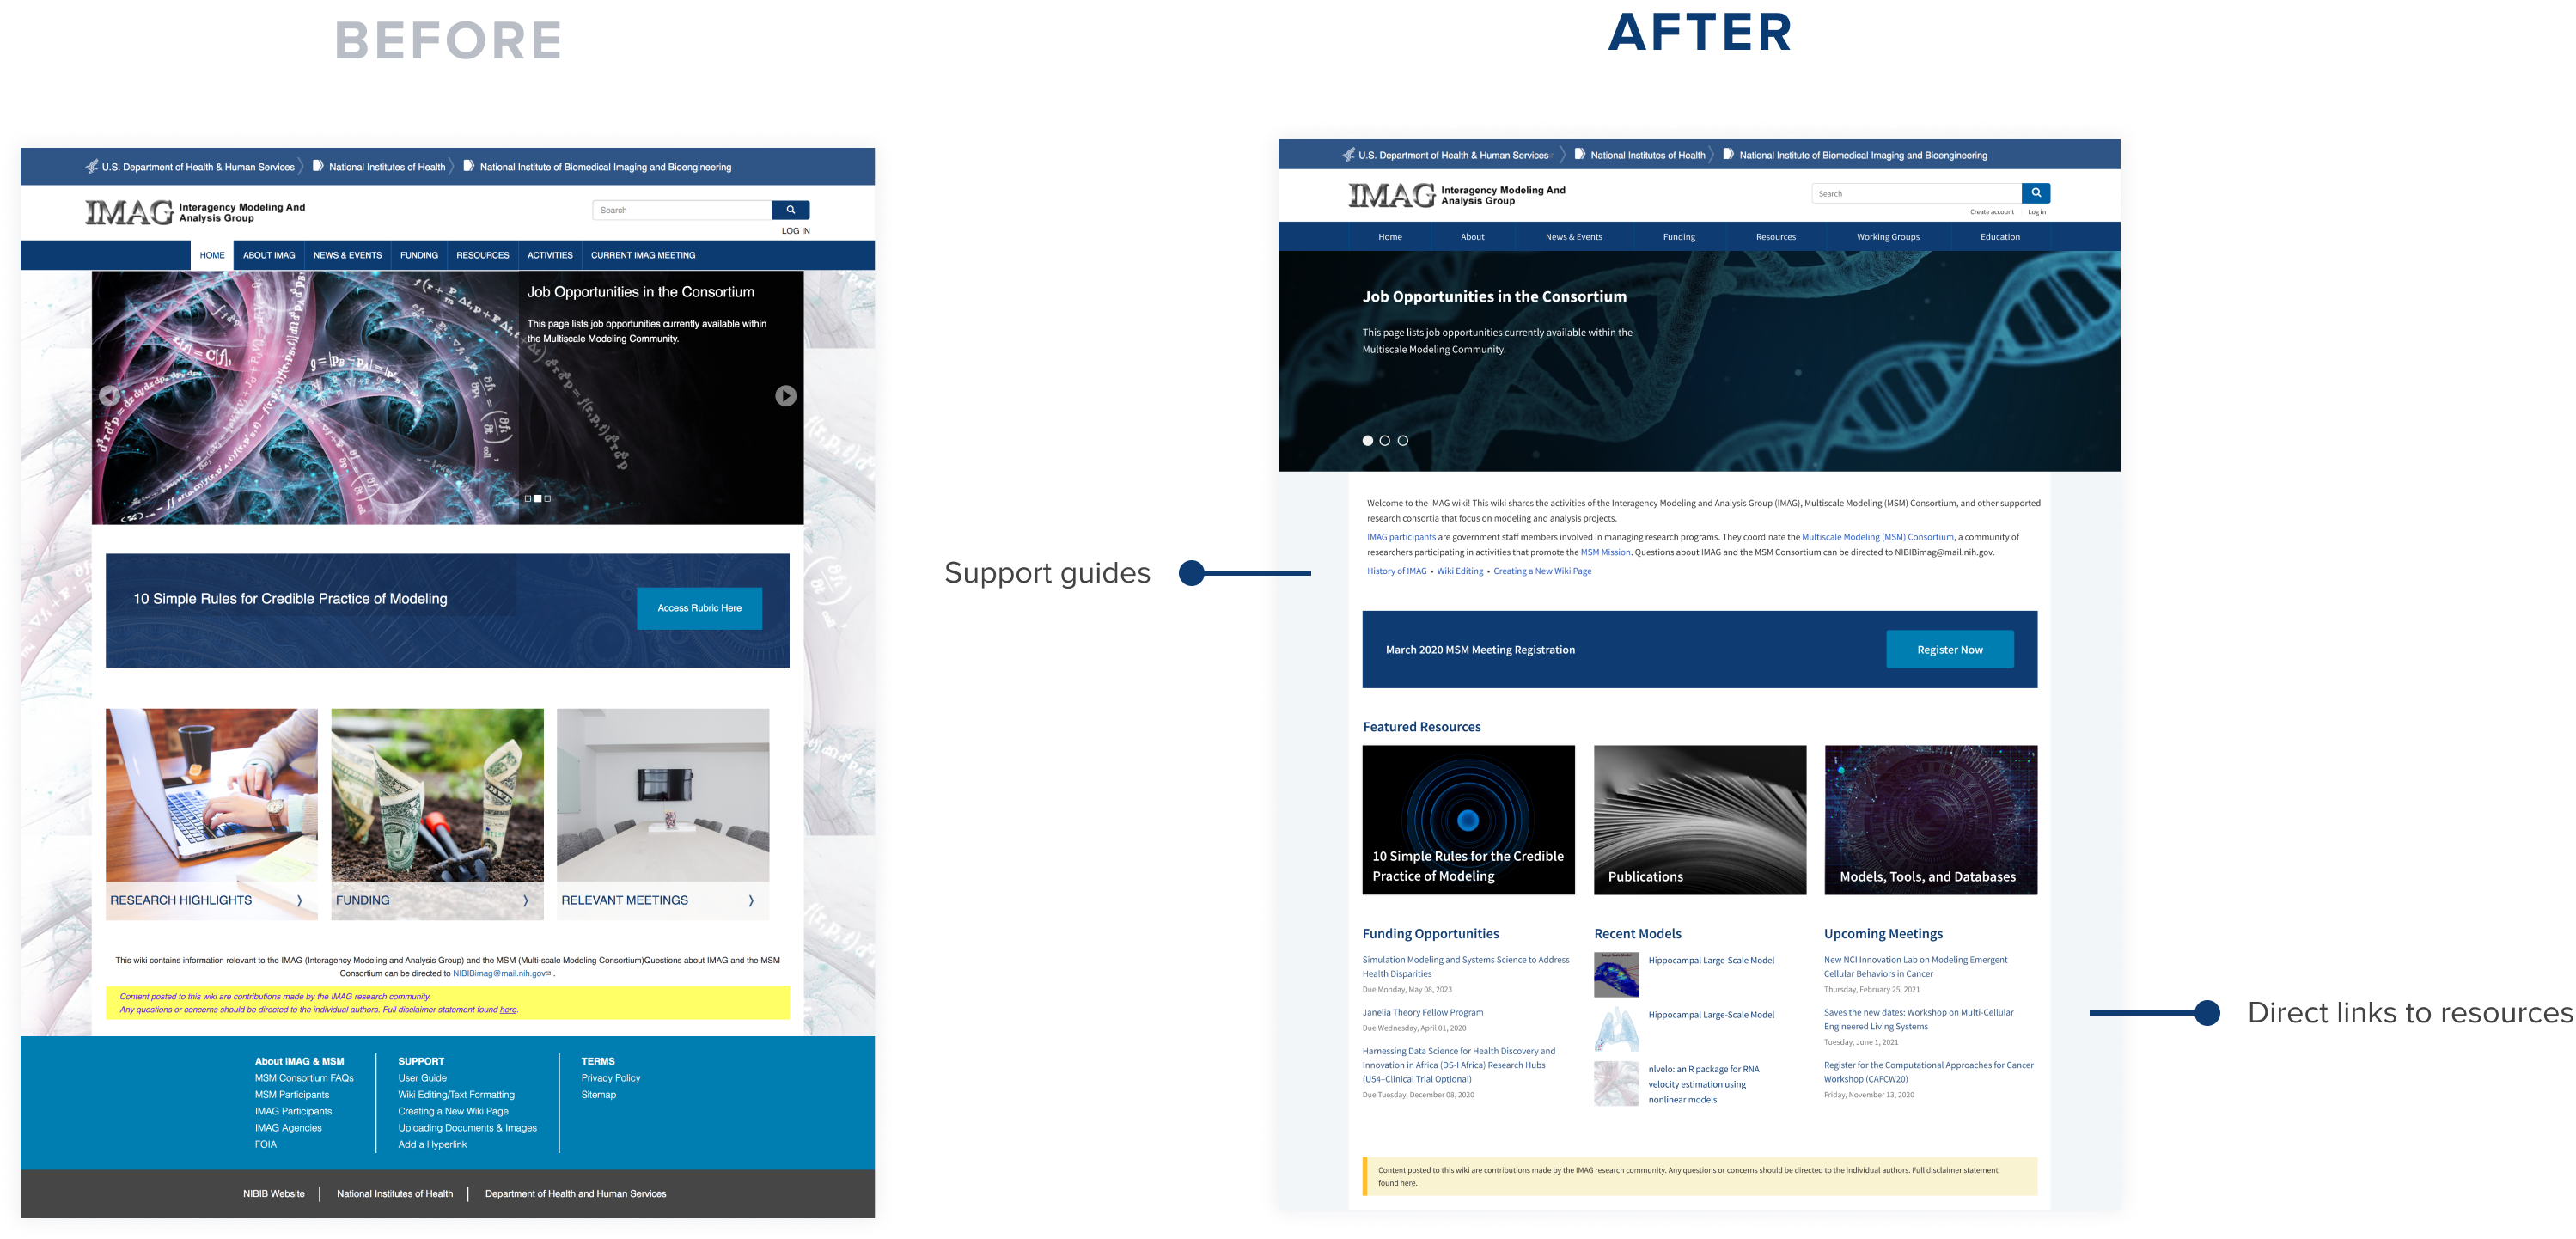 BEFORE
U.S. Department of Health & Human Services
National Institutes of Health
National Institute of Biomedical Imaging and Bioengineering
IMAG
Interagency Modeling And
Analysis Group
Search
LOG IN
HOME
ABOUT IMAG
NEWS & EVENTS
FUNDING
RESOURCES
ACTIVITIES
CURRENT IMAG MEETING
Job Opportunities in the Consortium
This page lists job opportunities currently available within
the Multiscale Modeling Community.
10 Simple Rules for Credible Practice of Modeling
Access Rubric Here
RESEARCH HIGHLIGHTS
FUNDING
RELEVANT MEETINGS
This wiki contains information relevant to the IMAG (Interagency Modeling and Analysis Group) and the MSM (Multi-scale Modeling Consortium)Questions about IMAG and the MSM
Consortium can be directed to NIBIBimag@mail.nih.gov .
Content posted to this wiki are contributions made by the IMAG research community.
Any questions or concerns should be directed to the individual authors. Full disclaimer statement found here.
About IMAG & MSM
MSM Consortium FAQs
MSM Participants
IMAG Participants
IMAG Agencies
FOIA
SUPPORT
User Guide
Wiki Editing/Text Formatting
Creating a New Wiki Page
Uploading Documents & Images
Add a Hyperlink
TERMS
Privacy Policy
Sitemap
NIBIB Website
National Institutes of Health
Department of Health and Human Services
Support guides
AFTER
U.S. Department of Health & Human Services
National Institutes of Health
National Institute of Biomedical Imaging and Bioengineering
IMAG
Interagency Modeling And
Analysis Group
Search
Create account
Log in
Home
About
News & Events
Funding
Resources
Working Groups
Education
Job Opportunities in the Consortium
This page lists job opportunities currently available within the
Multiscale Modeling Community.
Welcome to the IMAG wiki! This wiki shares the activities of the Interagency Modeling and Analysis Group (IMAG), Multiscale Modeling (MSM) Consortium, and other supported
research consortia that focus on modeling and analysis projects.
IMAG participants are government staff members involved in managing research programs. They coordinate the Multiscale Modeling (MSM) Consortium, a community of
researchers participating in activities that promote the MSM Mission. Questions about IMAG and the MSM Consortium can be directed to NIBIBimag@mail.nih.gov.
History of IMAG • Wiki Editing • Creating a New Wiki Page
March 2020 MSM Meeting Registration
Register Now
Featured Resources
10 Simple Rules for the Credible
Practice of Modeling
Publications
Models, Tools, and Databases
Funding Opportunities
Simulation Modeling and Systems Science to Address
Health Disparities
Due Monday, May 08, 2023
Janelia Theory Fellow Program
Due Wednesday, April 01, 2020
Harnessing Data Science for Health Discovery and
Innovation in Africa (DS-I Africa) Research Hubs
(U54–Clinical Trial Optional)
Due Tuesday, December 08, 2020
Recent Models
Hippocampal Large-Scale Model
Hippocampal Large-Scale Model
nlvelo: an R package for RNA
velocity estimation using
nonlinear models
Upcoming Meetings
New NCI Innovation Lab on Modeling Emergent
Cellular Behaviors in Cancer
Thursday, February 25, 2021
Saves the new dates: Workshop on Multi-Cellular
Engineered Living Systems
Tuesday, June 1, 2021
Register for the Computational Approaches for Cancer
Workshop (CAFCW20)
Friday, November 13, 2020
Content posted to this wiki are contributions made by the IMAG research community. Any questions or concerns should be directed to the individual authors. Full disclaimer statement
found here.
Direct links to resources